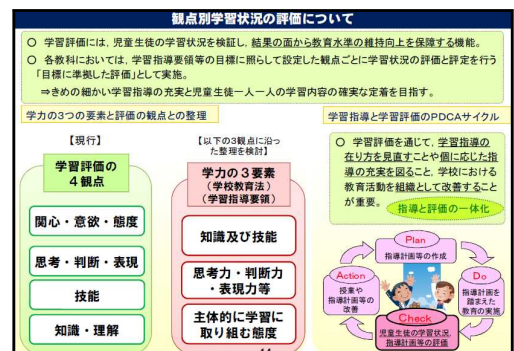 観点別学習状況の評価について
○ 学習評価には，児童生徒の学習状況を検証し，結果の面から教育水準の維持向上を保障する機能。
○ 各教科においては，学習指導要領等の目標に照らして設定した観点ごとに学習状況の評価と評定を行う
「目標に準拠した評価」として実施。
⇒きめの細かい学習指導の充実と児童生徒一人一人の学習内容の確実な定着を目指す。
学力の3つの要素と評価の観点との整理
【現行】
学習評価の
4観点
関心・意欲・態度
思考・判断・表現
技能
知識・理解
【以下の3観点に沿っ
た整理を検討】
学力の3要素
（学校教育法）
（学習指導要領）
知識及び技能
思考力・判断力
・表現力等
主体的に学習に
取り組む態度
学習指導と学習評価のPDCAサイクル
○ 学習評価を通じて，学習指導の
在り方を見直すことや個に応じた指
導の充実を図ること，学校における
教育活動を組織として改善すること
が重要。
指導と評価の一体化
Plan
指導計画等の作成
Do
指導計画を
踏まえた
教育の実施
Check
児童生徒の学習状況，
指導計画等の評価
Action
授業や
指導計画等の
改善